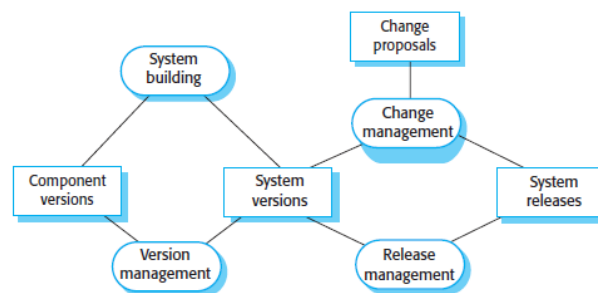 Change
proposals
System
building
Change
management
Component
versions
System
versions
System
releases
Version
management
Release
management